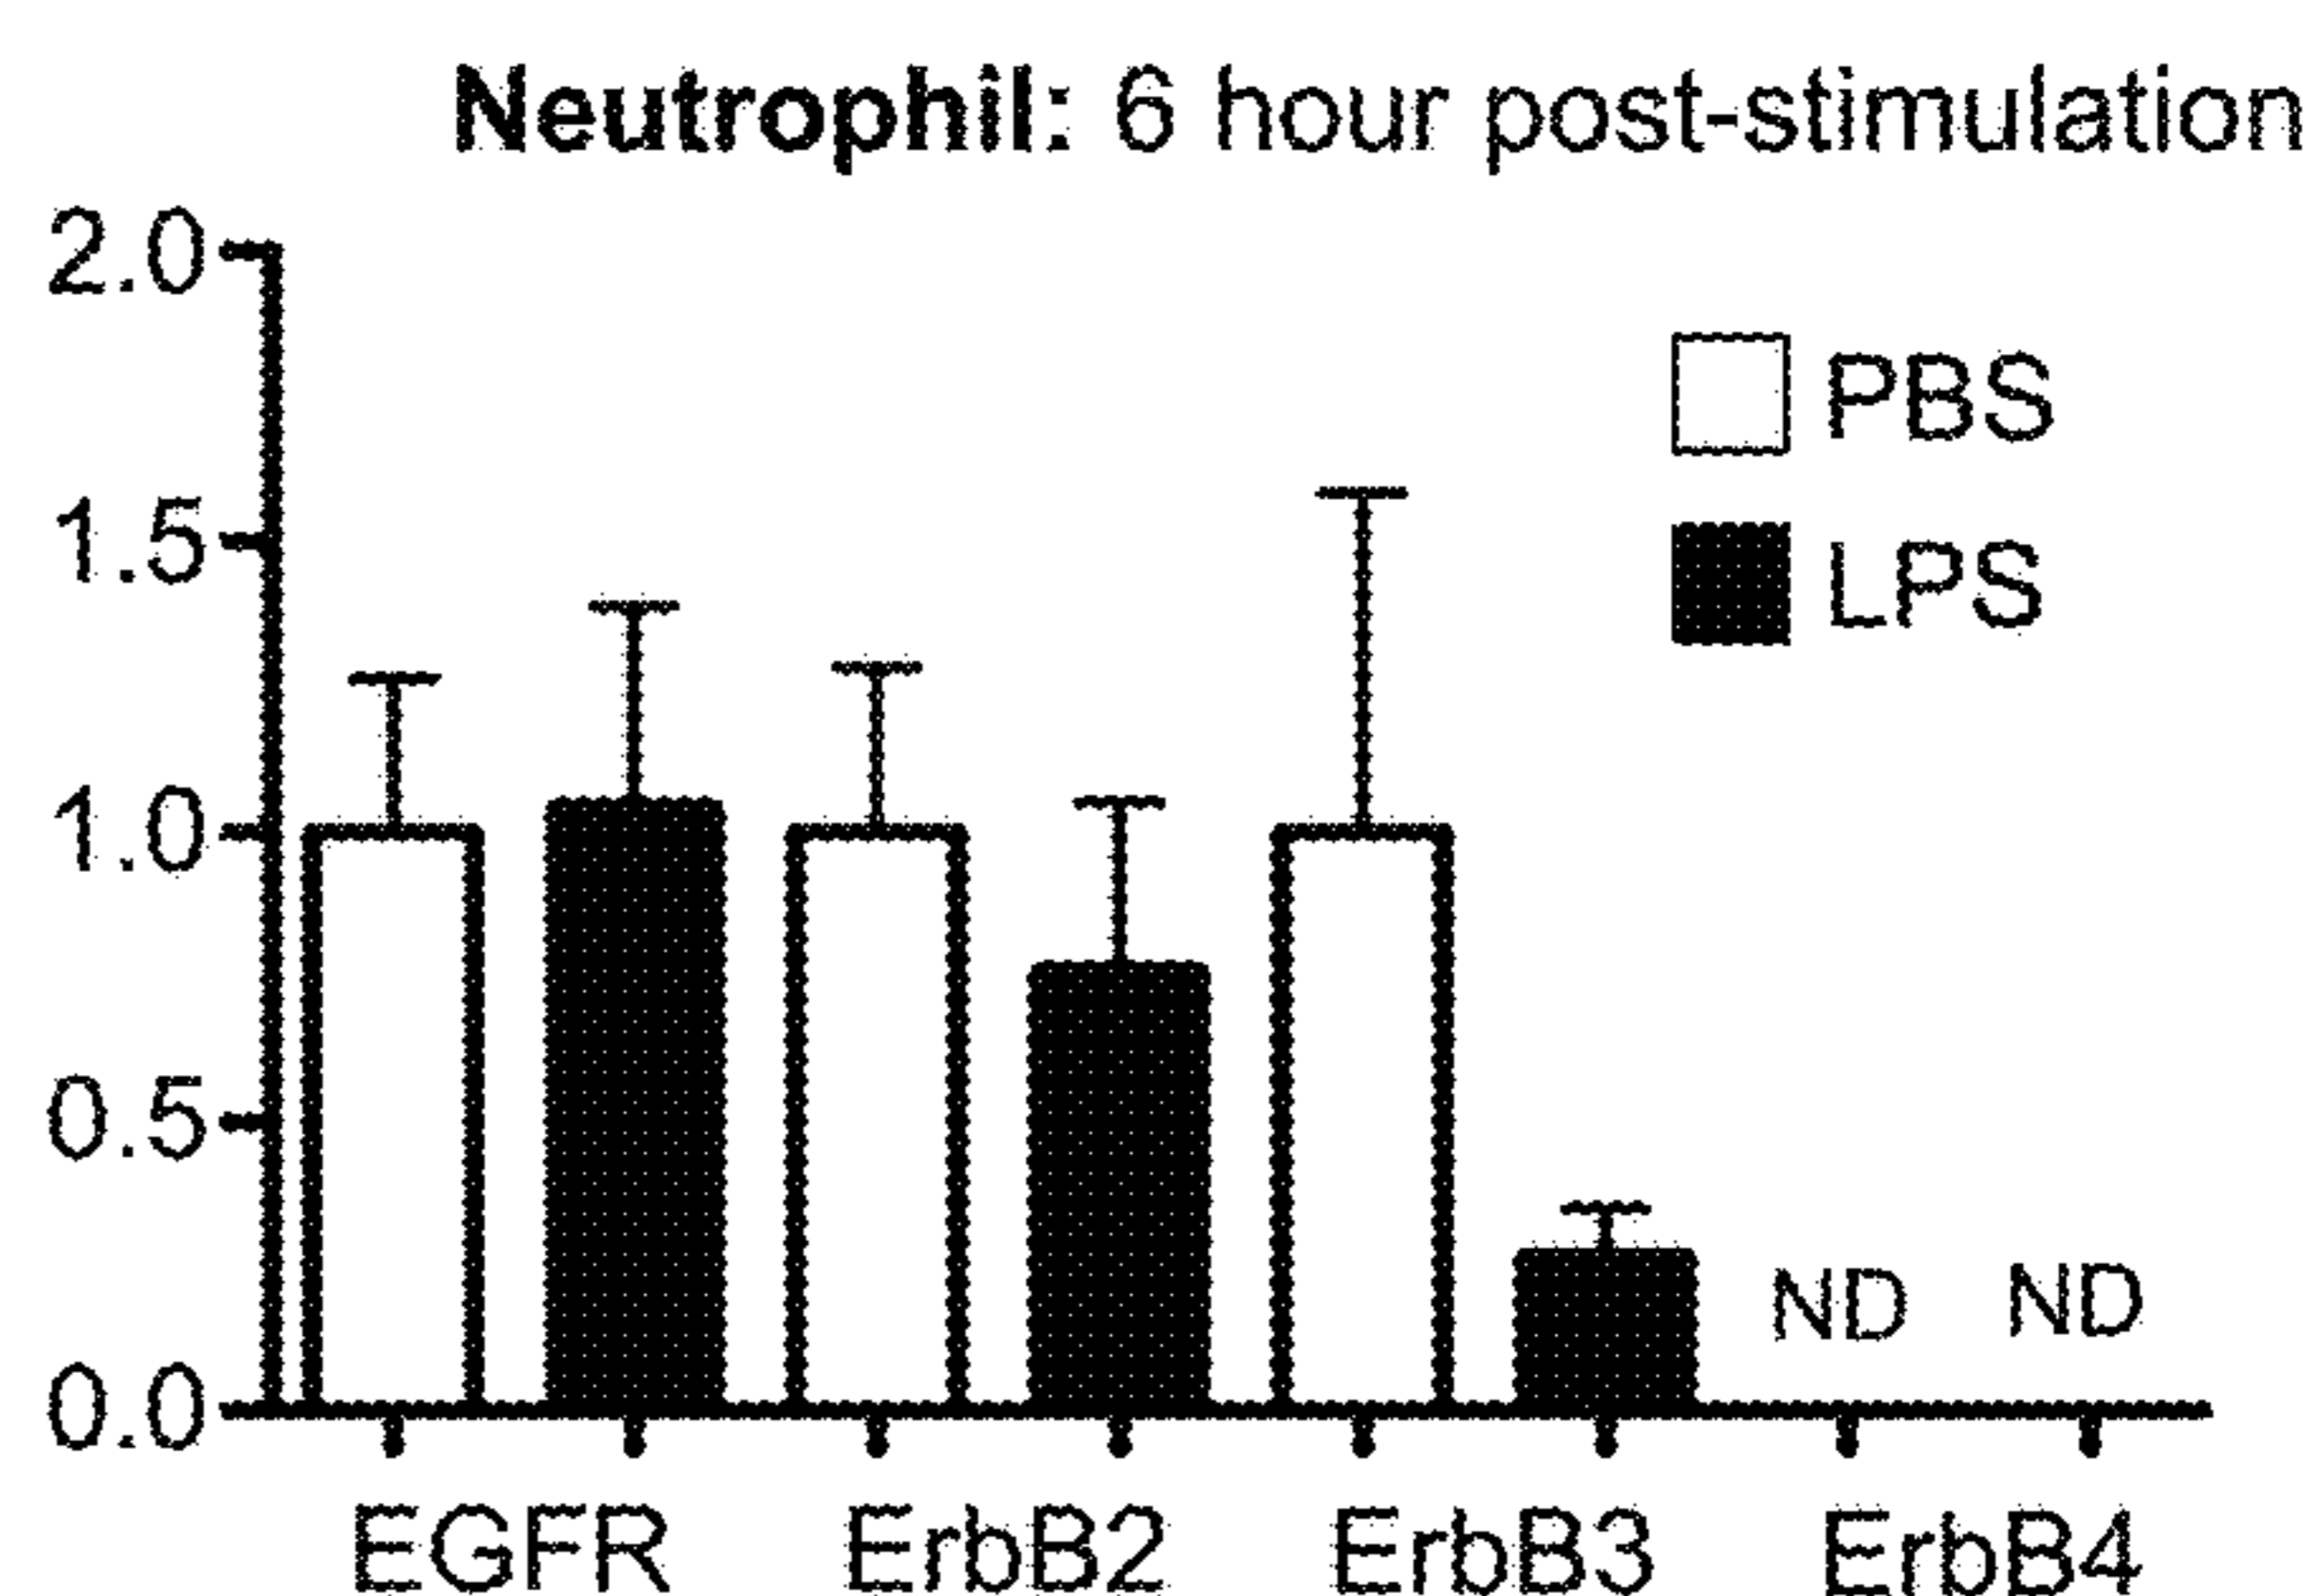 Neutrophil: 6 hour post-stimulation
2.0
1.5
1.0
0.5
0.0
PBS
LPS
ND ND
EGFR ErbB2 ErbB3 ErbB4